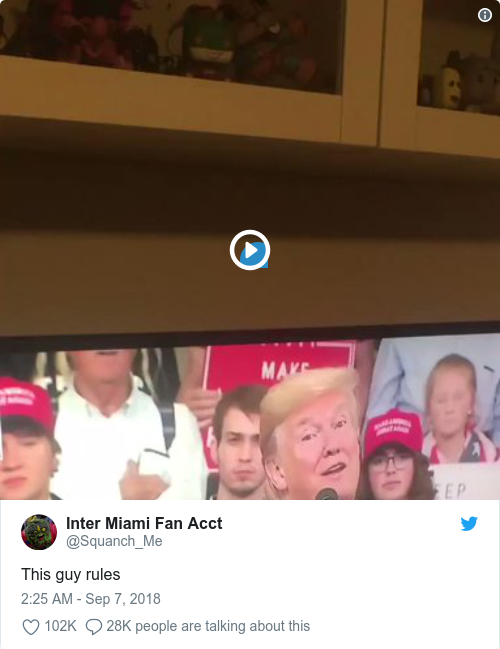 MAKE
EEP
Inter Miami Fan Acct
@Squanch_Me
This guy rules
2:25 AM - Sep 7, 2018
102K 28K people are talking about this